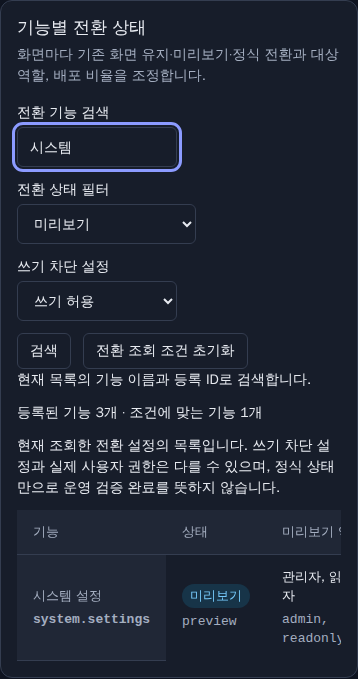 기능별 전환 상태
화면마다 기존 화면 유지·미리보기·정식 전환과 대상
역할, 배포 비율을 조정합니다.
전환 기능 검색
시스템
전환 상태 필터
미리보기
쓰기 차단 설정
쓰기 허용
검색
전환 조회 조건 초기화
현재 목록의 기능 이름과 등록 ID로 검색합니다.
등록된 기능 3개 · 조건에 맞는 기능 1개
현재 조회한 전환 설정의 목록입니다. 쓰기 차단 설
정과 실제 사용자 권한은 다를 수 있으며, 정식 상태
만으로 운영 검증 완료를 뜻하지 않습니다.
기능 상태 미리보기
시스템 설정
system.settings
미리보기
preview
관리자, 읽
자
admin,
readonly